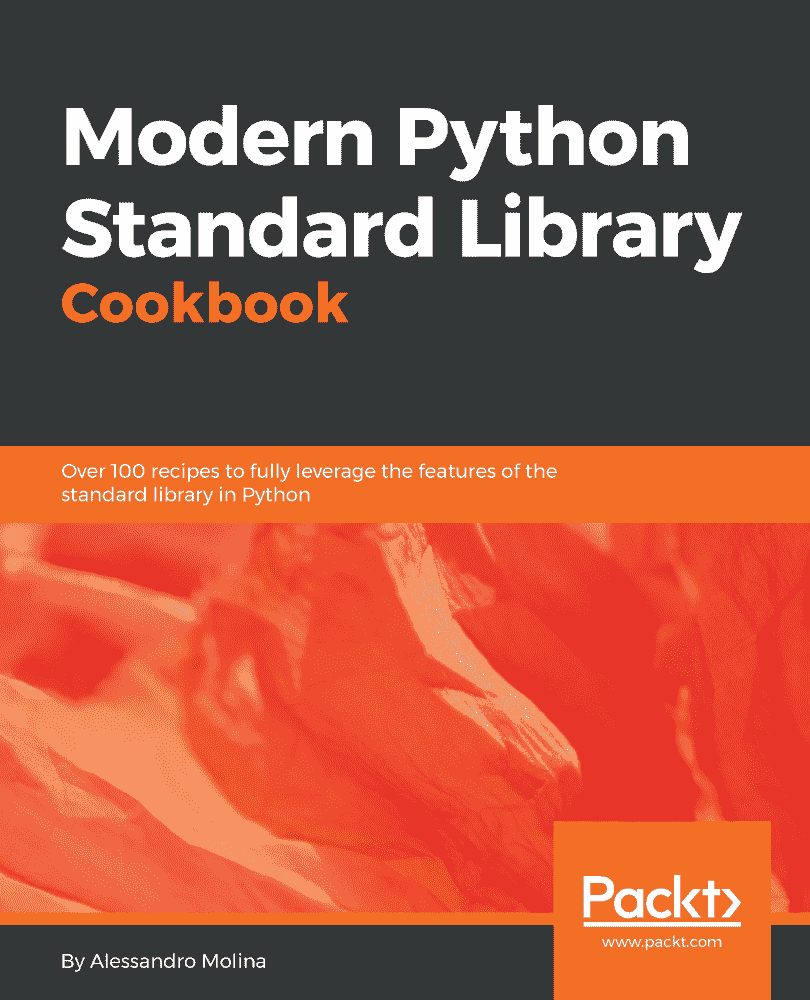 Modern Python
Standard Library
Cookbook
Over 100 recipes to fully leverage the features of the
standard library in Python
Packt>
www.packt.com
By Alessandro Molina